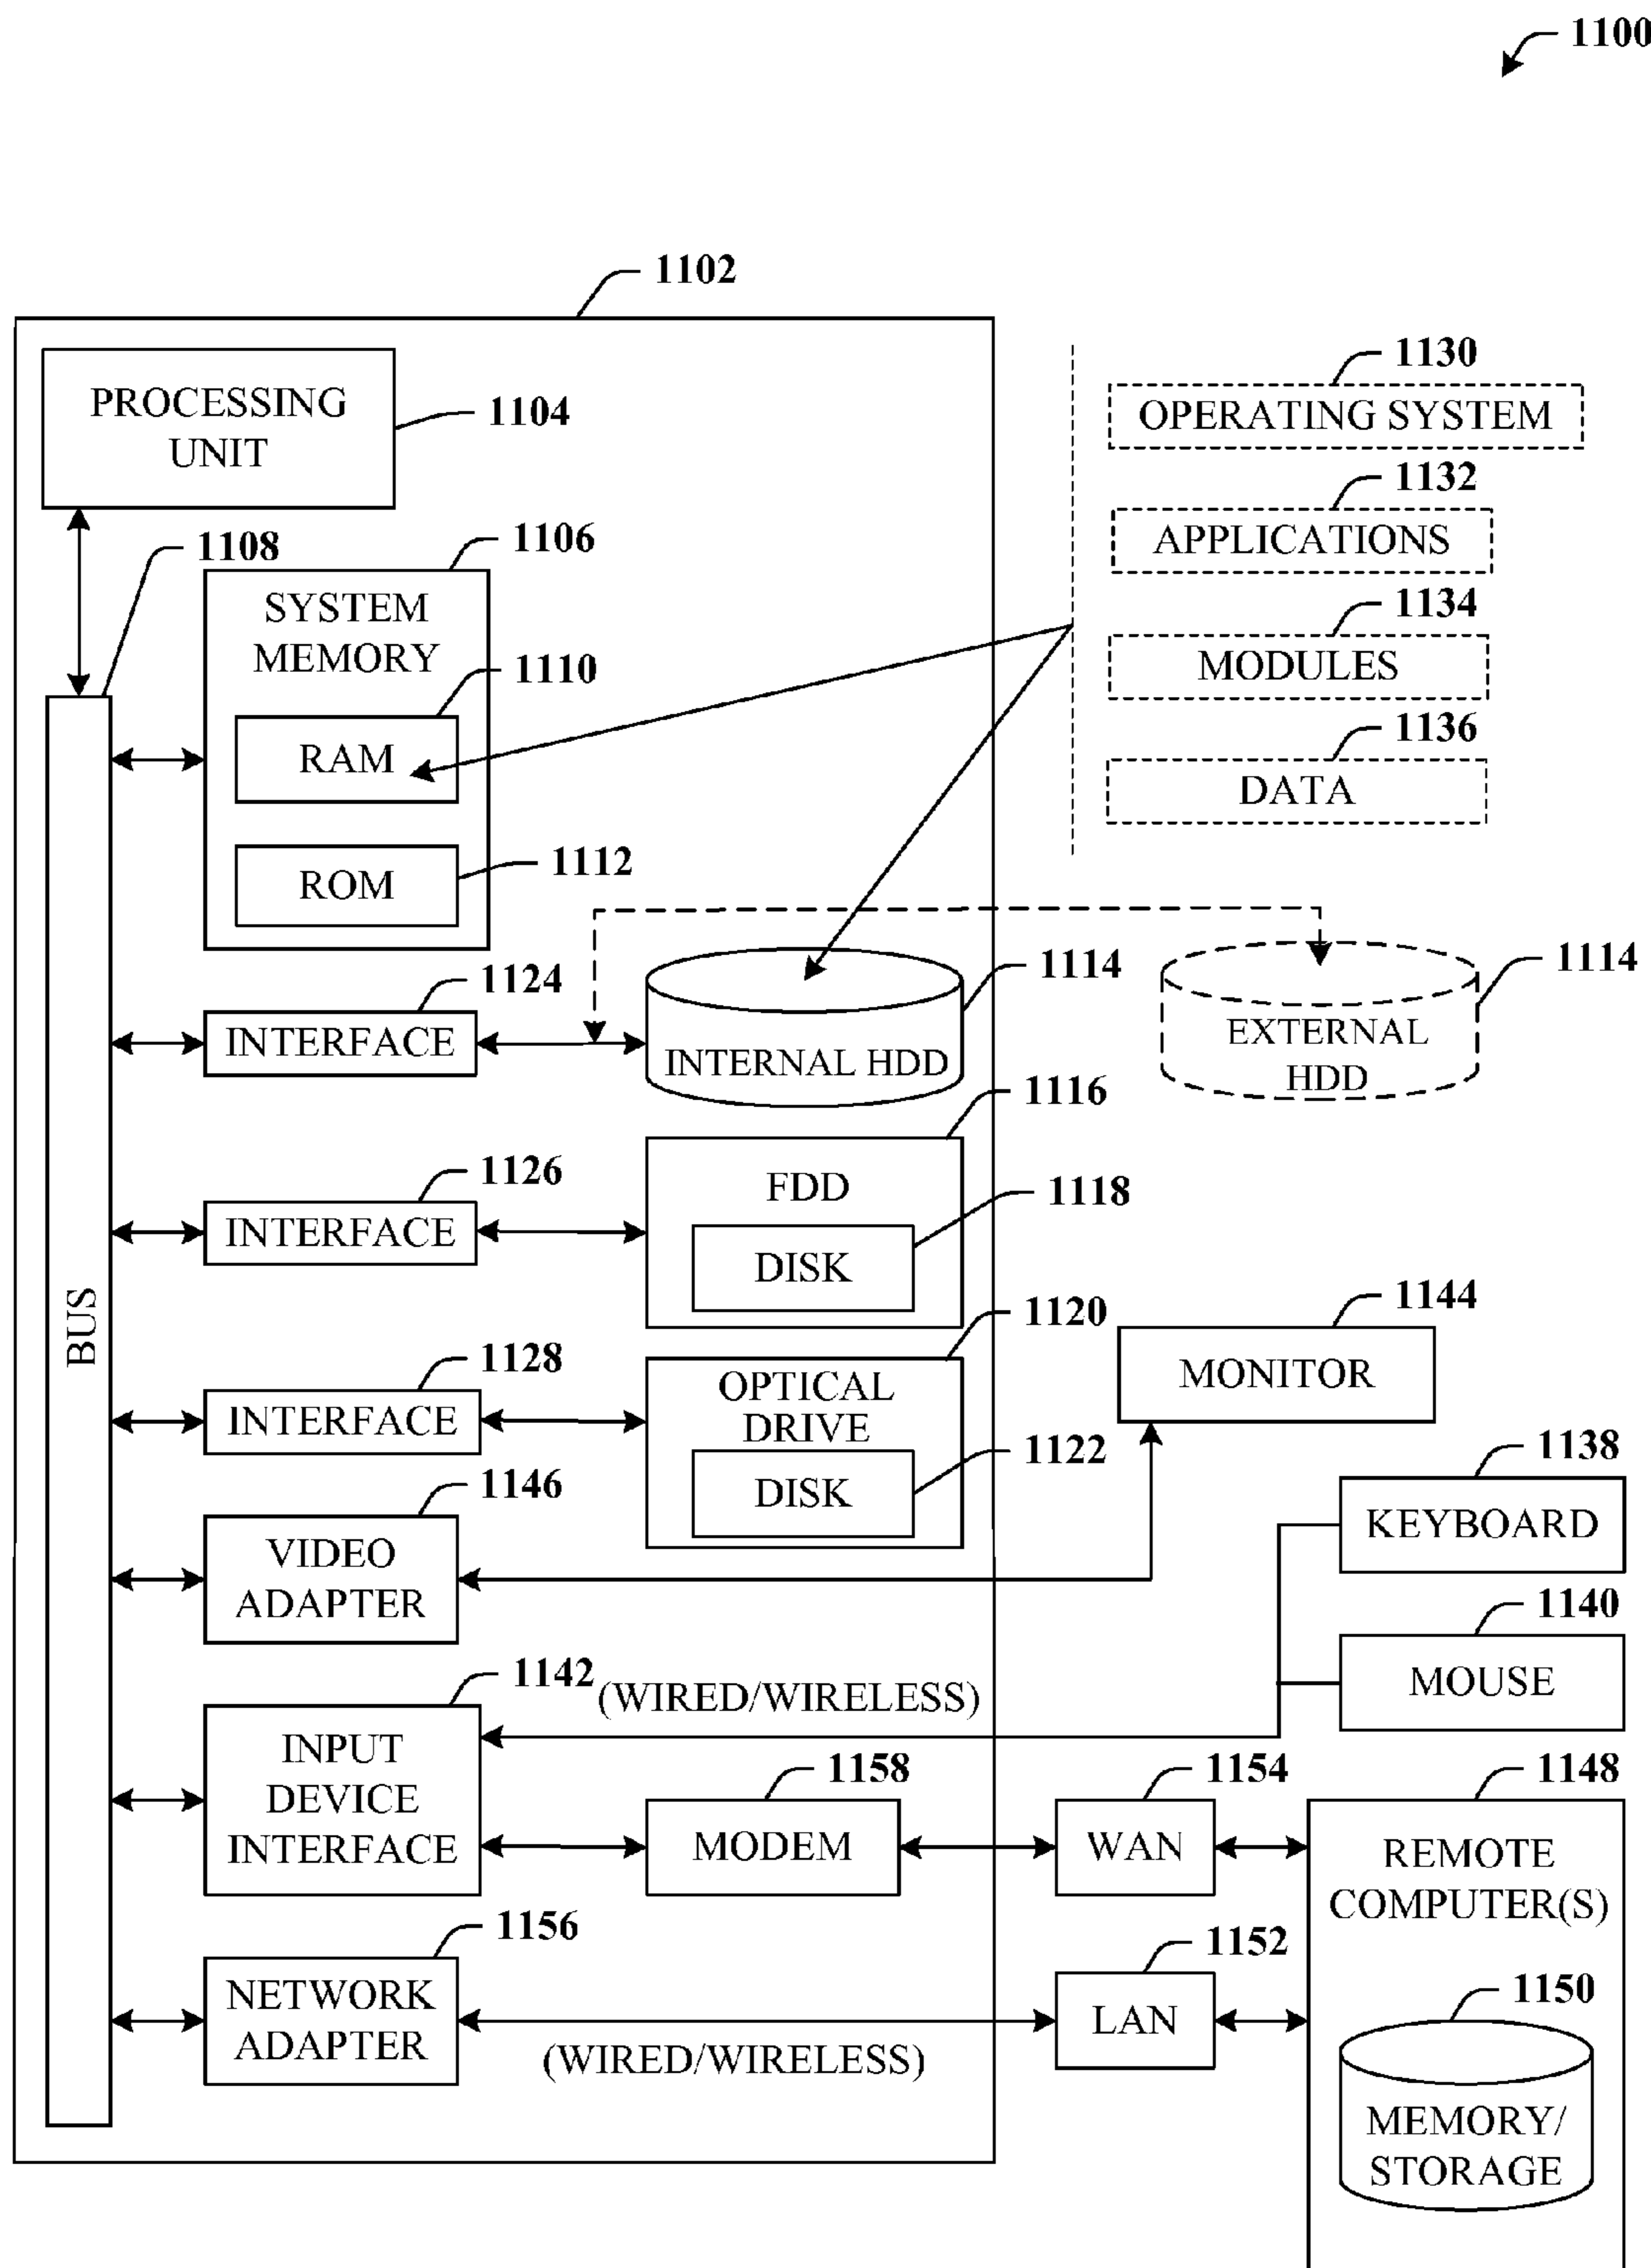 1100
1102
PROCESSING
UNIT
1104
1130
OPERATING SYSTEM
1132
APPLICATIONS
1134
MODULES
1136
DATA
1108
1106
SYSTEM
MEMORY
1110
RAM
1112
ROM
1124
INTERFACE
1114
INTERNAL HDD
1114
EXTERNAL
HDD
1116
FDD
1118
DISK
1126
INTERFACE
BUS
1120
OPTICAL
DRIVE
1122
DISK
1128
INTERFACE
1144
MONITOR
1146
VIDEO
ADAPTER
1138
KEYBOARD
1140
MOUSE
1142
(WIRED/WIRELESS)
INPUT
DEVICE
INTERFACE
1158
MODEM
1154
WAN
1148
REMOTE
COMPUTER(S)
1156
NETWORK
ADAPTER
(WIRED/WIRELESS)
1152
LAN
1150
MEMORY/
STORAGE